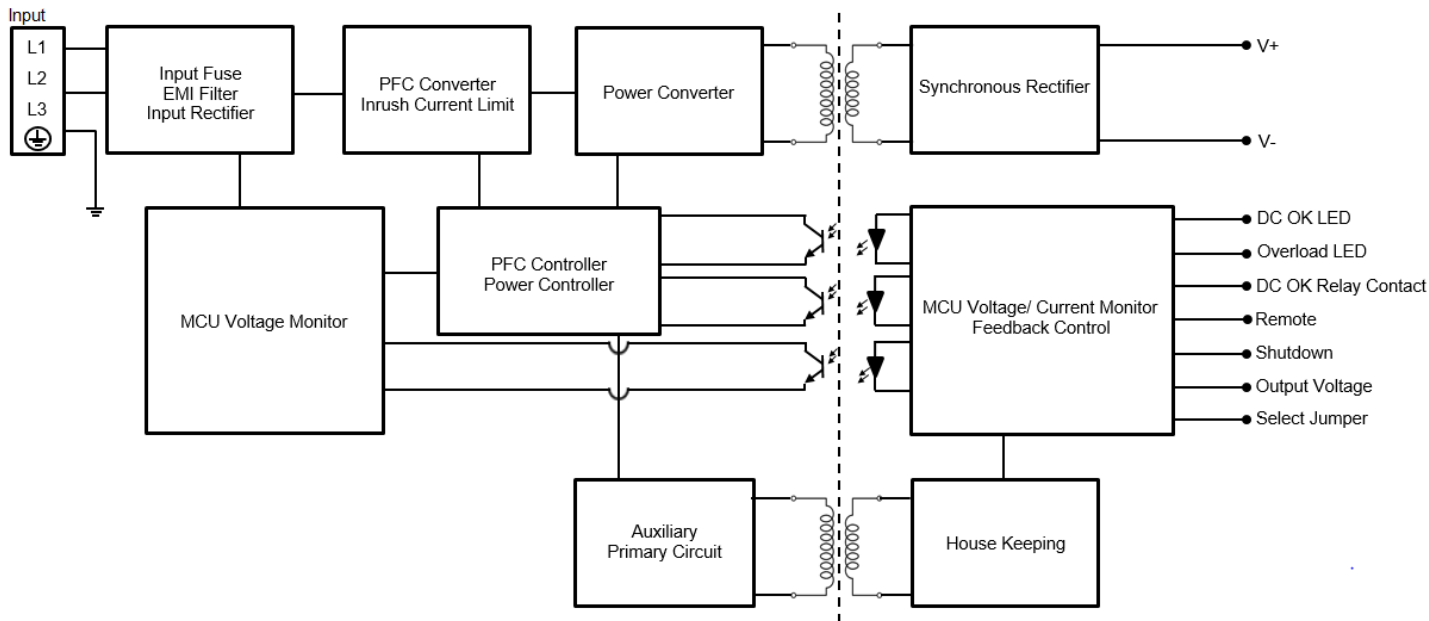 Input
L1
L2
L3
Input Fuse
EMI Filter
Input Rectifier
PFC Converter
Inrush Current Limit
Power Converter
Synchronous Rectifier
V+
V-
MCU Voltage Monitor
PFC Controller
Power Controller
MCU Voltage/ Current Monitor
Feedback Control
DC OK LED
Overload LED
DC OK Relay Contact
Remote
Shutdown
Output Voltage
Select Jumper
Auxiliary
Primary Circuit
House Keeping